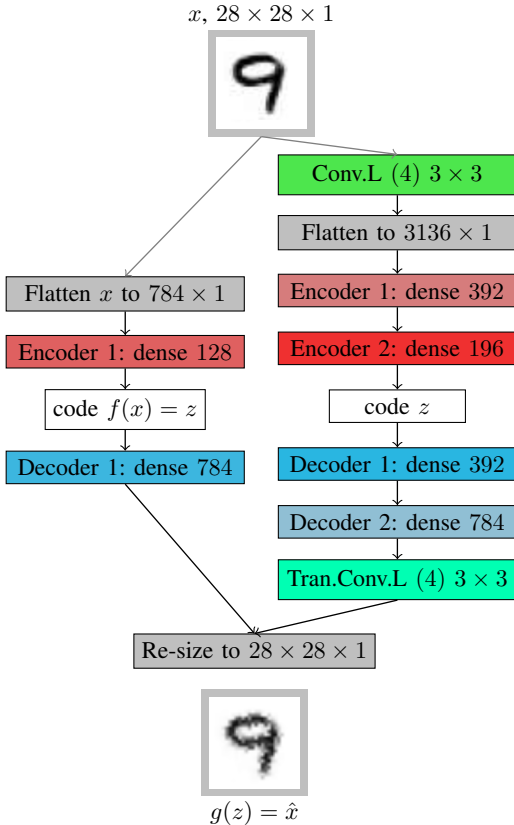 x, 28 × 28 × 1
9
Conv.L (4) 3 × 3
Flatten to 3136 × 1
Encoder 1: dense 392
Encoder 2: dense 196
code z
Decoder 1: dense 392
Decoder 2: dense 784
Tran.Conv.L (4) 3 × 3
Flatten x to 784 × 1
Encoder 1: dense 128
code f(x) = z
Decoder 1: dense 784
Re-size to 28 × 28 × 1
9
g(z) = x̂